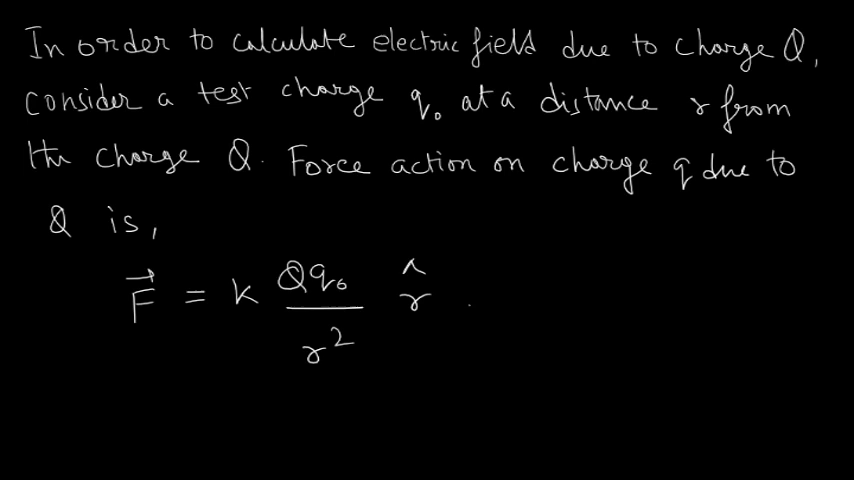 In order to calculate electric field due to charge Q,
consider a test charge q₀ at a distance r from
the charge Q. Force action on charge q due to
Q is,
F⃗ = k Qq₀/r² r̂